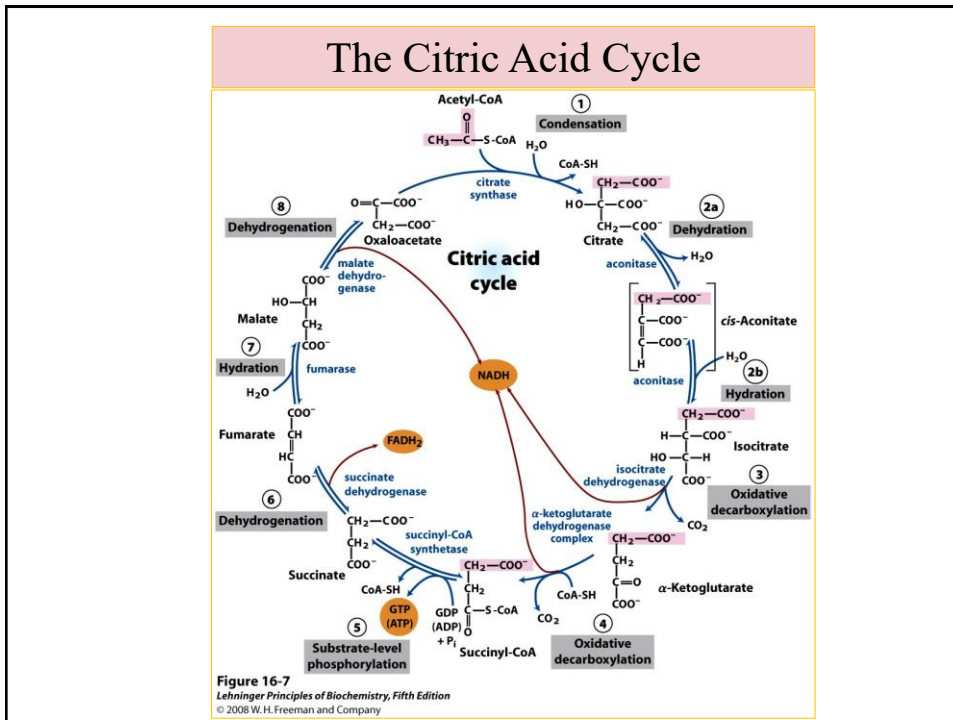 The Citric Acid Cycle
Acetyl-CoA
O
CH₃—C—S-CoA
1
Condensation
H₂O
CoA-SH
citrate
synthase
CH₂—COO⁻
HO—C—COO⁻
CH₂—COO⁻
Citrate
2a
Dehydration
aconitase
H₂O
CH₂—COO⁻
C—COO⁻
C—COO⁻
H
cis-Aconitate
aconitase
H₂O
2b
Hydration
CH₂—COO⁻
H—C—COO⁻
HO—C—H
COO⁻
Isocitrate
isocitrate
dehydrogenase
3
Oxidative
decarboxylation
CO₂
CH₂—COO⁻
CH₂
C=O
COO⁻
α-Ketoglutarate
α-ketoglutarate
dehydrogenase
complex
CoA-SH
CO₂
4
Oxidative
decarboxylation
CH₂—COO⁻
CH₂
C—S-CoA
O
Succinyl-CoA
succinyl-CoA
synthetase
CoA-SH
GTP
(ATP)
GDP
(ADP)
+ Pᵢ
5
Substrate-level
phosphorylation
CH₂—COO⁻
CH₂
COO⁻
Succinate
succinate
dehydrogenase
FADH₂
6
Dehydrogenation
COO⁻
CH
HC
COO⁻
Fumarate
fumarase
H₂O
7
Hydration
COO⁻
HO—CH
CH₂
COO⁻
Malate
malate
dehydro-
genase
8
Dehydrogenation
O=C—COO⁻
CH₂—COO⁻
Oxaloacetate
Citric acid
cycle
NADH
Figure 16-7
Lehninger Principles of Biochemistry, Fifth Edition
© 2008 W. H. Freeman and Company